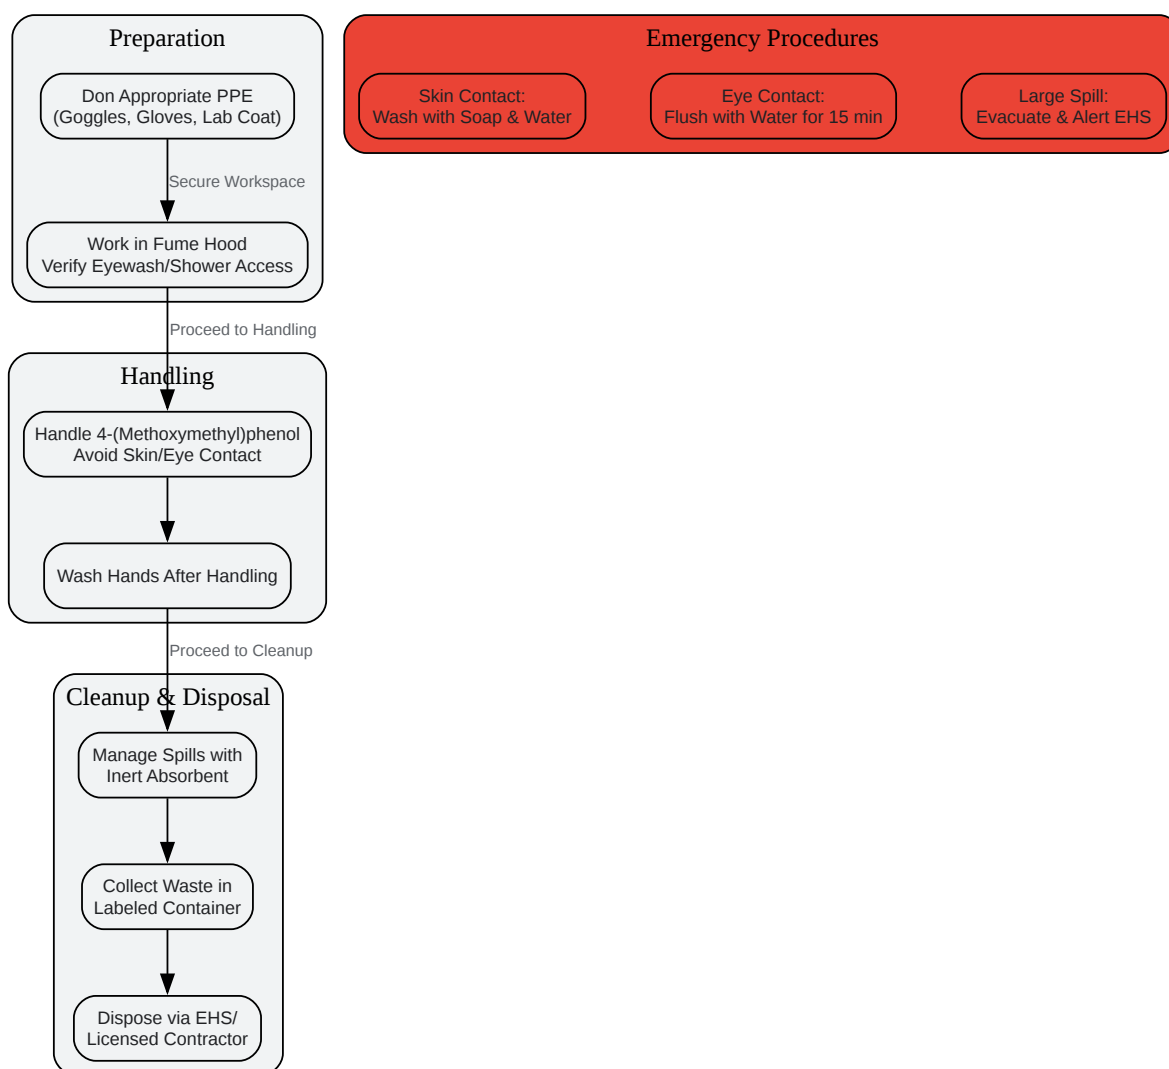 Preparation
Don Appropriate PPE
(Goggles, Gloves, Lab Coat)
Secure Workspace
Work in Fume Hood
Verify Eyewash/Shower Access
Proceed to Handling
Handling
Handle 4-(Methoxymethyl)phenol
Avoid Skin/Eye Contact
Wash Hands After Handling
Proceed to Cleanup
Cleanup & Disposal
Manage Spills with
Inert Absorbent
Collect Waste in
Labeled Container
Dispose via EHS/
Licensed Contractor
Emergency Procedures
Skin Contact:
Wash with Soap & Water
Eye Contact:
Flush with Water for 15 min
Large Spill:
Evacuate & Alert EHS